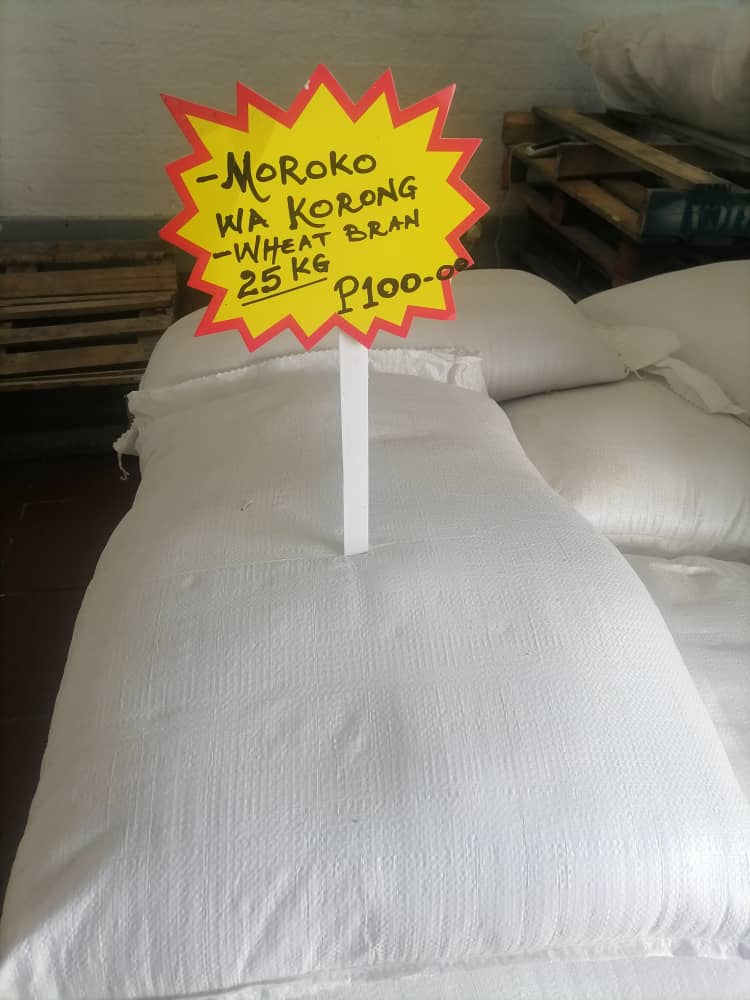 -MOROKO
WA KORONG
-WHEAT BRAN
25 KG
P100-00